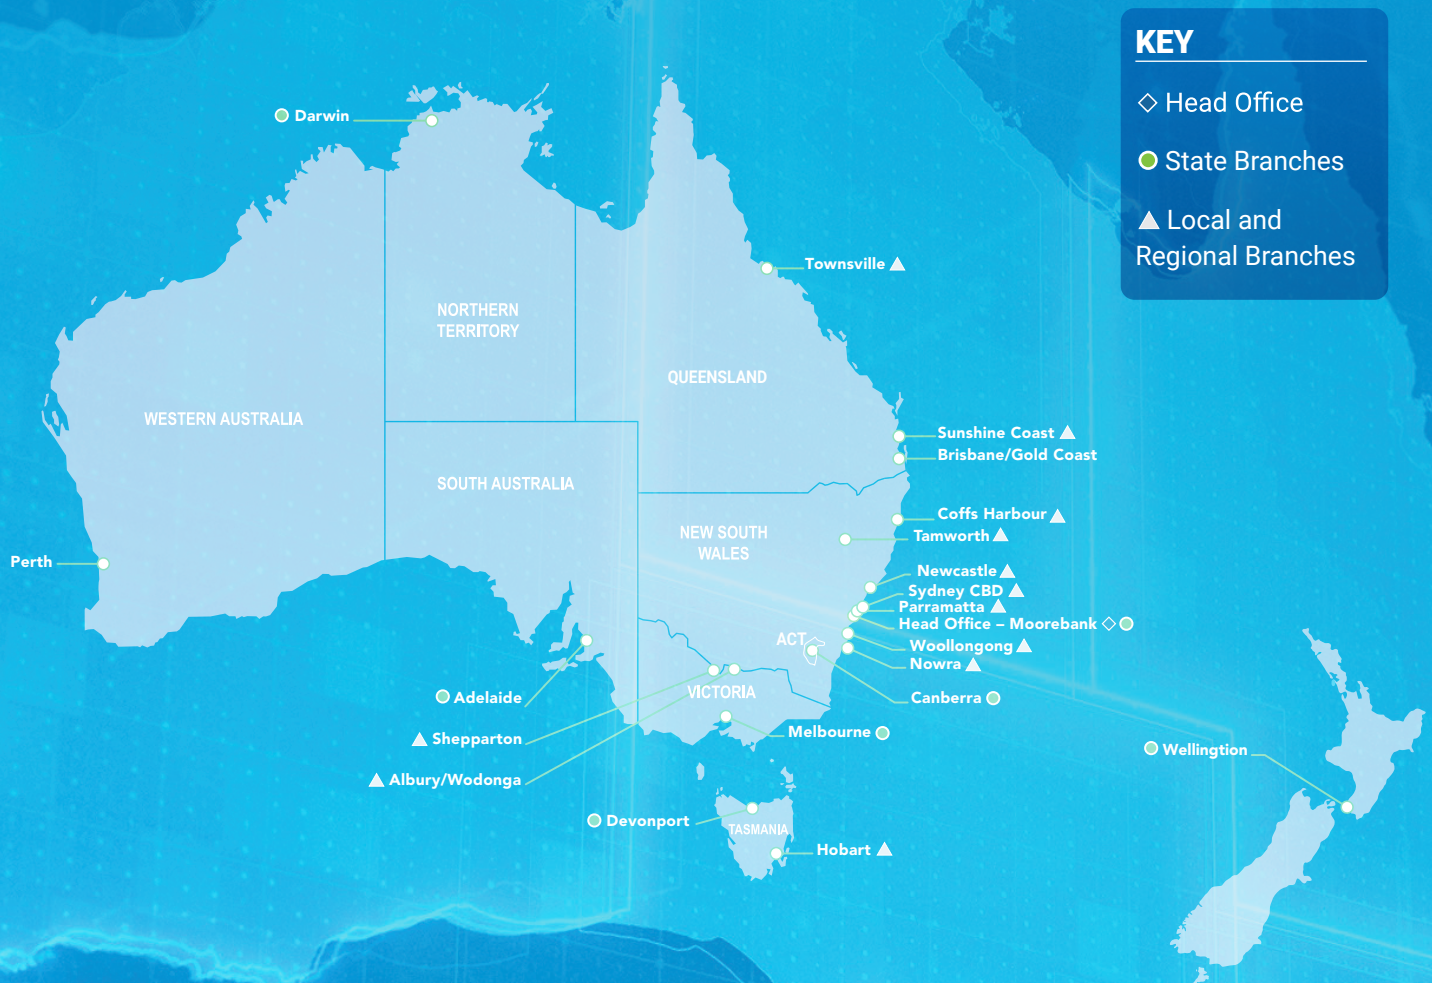 KEY
Head Office
State Branches
Local and
Regional Branches
Darwin
Townsville
NORTHERN
TERRITORY
QUEENSLAND
WESTERN AUSTRALIA
Sunshine Coast
Brisbane/Gold Coast
SOUTH AUSTRALIA
Coffs Harbour
NEW SOUTH
WALES
Tamworth
Perth
Newcastle
Sydney CBD
Parramatta
Head Office – Moorebank
ACT
Woollongong
Nowra
VICTORIA
Adelaide
Canberra
Shepparton
Melbourne
Wellingtion
Albury/Wodonga
Devonport
TASMANIA
Hobart